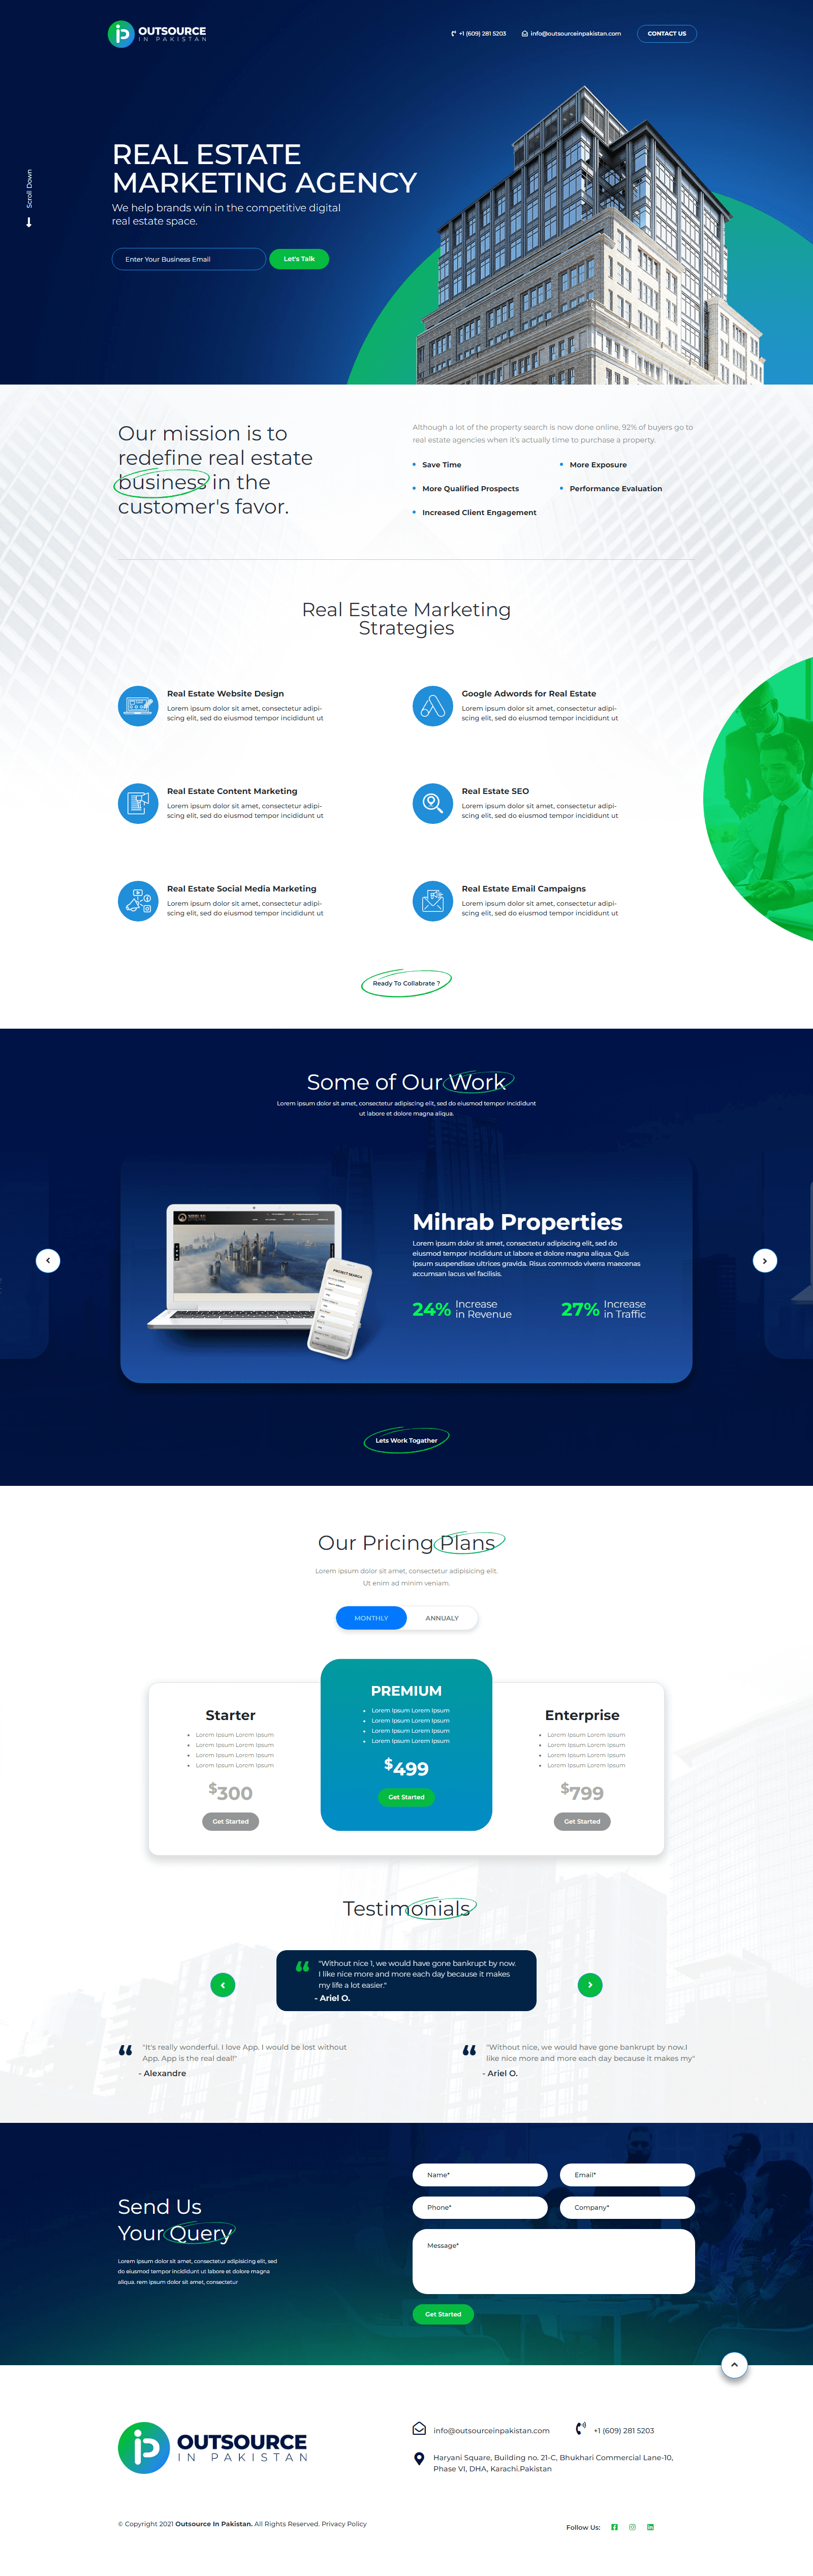 OUTSOURCE
IN PAKISTAN
+1 (609) 281 5203
info@outsourceinpakistan.com
CONTACT US
Scroll Down
REAL ESTATE
MARKETING AGENCY
We help brands win in the competitive digital
real estate space.
Enter Your Business Email
Let's Talk
Our mission is to
redefine real estate
business in the
customer's favor.
Although a lot of the property search is now done online, 92% of buyers go to
real estate agencies when it's actually time to purchase a property.
Save Time
More Exposure
More Qualified Prospects
Performance Evaluation
Increased Client Engagement
Real Estate Marketing
Strategies
Real Estate Website Design
Lorem ipsum dolor sit amet, consectetur adipi-
scing elit, sed do eiusmod tempor incididunt ut
Google Adwords for Real Estate
Lorem ipsum dolor sit amet, consectetur adipi-
scing elit, sed do eiusmod tempor incididunt ut
Real Estate Content Marketing
Lorem ipsum dolor sit amet, consectetur adipi-
scing elit, sed do eiusmod tempor incididunt ut
Real Estate SEO
Lorem ipsum dolor sit amet, consectetur adipi-
scing elit, sed do eiusmod tempor incididunt ut
Real Estate Social Media Marketing
Lorem ipsum dolor sit amet, consectetur adipi-
scing elit, sed do eiusmod tempor incididunt ut
Real Estate Email Campaigns
Lorem ipsum dolor sit amet, consectetur adipi-
scing elit, sed do eiusmod tempor incididunt ut
Ready To Collabrate ?
Some of Our Work
Lorem ipsum dolor sit amet, consectetur adipiscing elit, sed do eiusmod tempor incididunt
ut labore et dolore magna aliqua.
PROJECT SEARCH
Mihrab Properties
Lorem ipsum dolor sit amet, consectetur adipiscing elit, sed do
eiusmod tempor incididunt ut labore et dolore magna aliqua. Quis
ipsum suspendisse ultrices gravida. Risus commodo viverra maecenas
accumsan lacus vel facilisis.
24% Increase
in Revenue
27% Increase
in Traffic
Lets Work Togather
Our Pricing Plans
Lorem ipsum dolor sit amet, consectetur adipisicing elit.
Ut enim ad minim veniam.
MONTHLY
ANNUALY
Starter
Lorem Ipsum Lorem Ipsum
Lorem Ipsum Lorem Ipsum
Lorem Ipsum Lorem Ipsum
Lorem Ipsum Lorem Ipsum
$300
Get Started
PREMIUM
Lorem Ipsum Lorem Ipsum
Lorem Ipsum Lorem Ipsum
Lorem Ipsum Lorem Ipsum
Lorem Ipsum Lorem Ipsum
$499
Get Started
Enterprise
Lorem Ipsum Lorem Ipsum
Lorem Ipsum Lorem Ipsum
Lorem Ipsum Lorem Ipsum
Lorem Ipsum Lorem Ipsum
$799
Get Started
Testimonials
"Without nice 1, we would have gone bankrupt by now.
I like nice more and more each day because it makes
my life a lot easier."
- Ariel O.
"It's really wonderful. I love App. I would be lost without
App. App is the real deal!"
- Alexandre
"Without nice, we would have gone bankrupt by now.I
like nice more and more each day because it makes my"
- Ariel O.
Send Us
Your Query
Lorem ipsum dolor sit amet, consectetur adipisicing elit, sed
do eiusmod tempor incididunt ut labore et dolore magna
aliqua. rem ipsum dolor sit amet, consectetur
Name*
Email*
Phone*
Company*
Message*
Get Started
OUTSOURCE
IN PAKISTAN
info@outsourceinpakistan.com
+1 (609) 281 5203
Haryani Square, Building no. 21-C, Bhukhari Commercial Lane-10,
Phase VI, DHA, Karachi.Pakistan
© Copyright 2021 Outsource In Pakistan. All Rights Reserved. Privacy Policy
Follow Us: